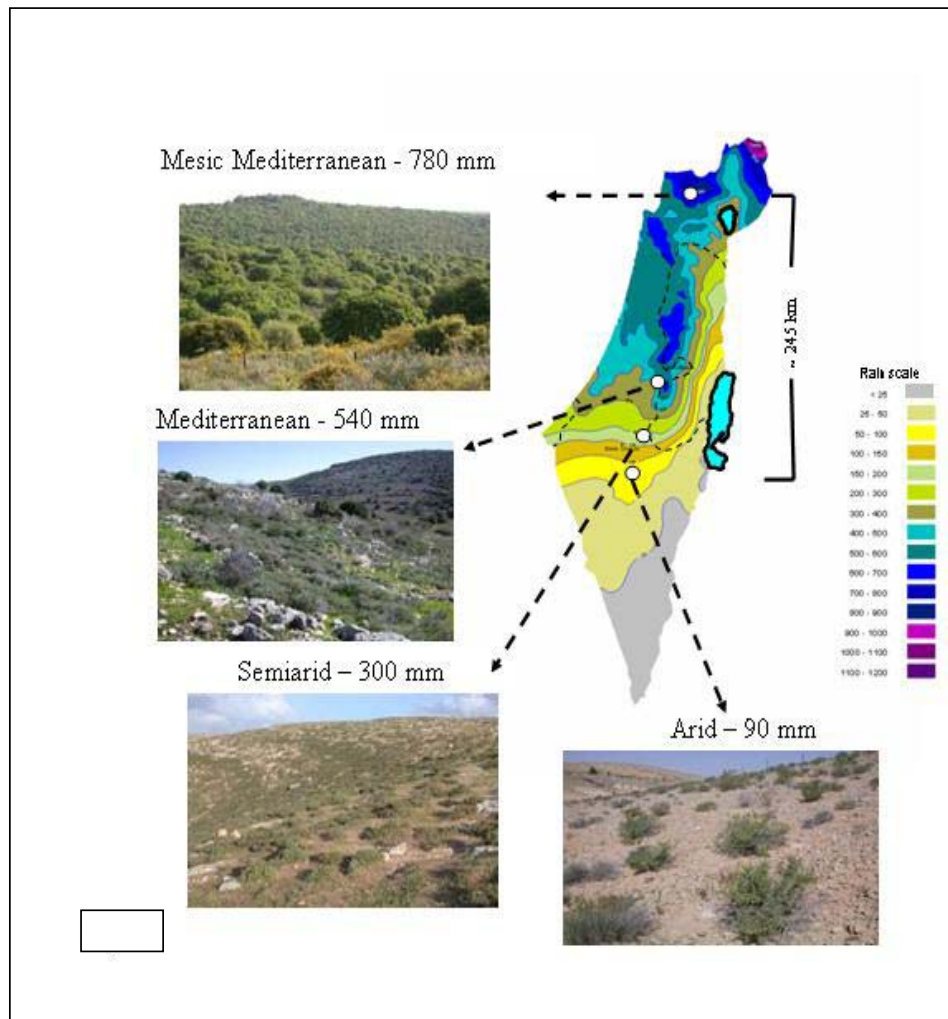 Mesic Mediterranean - 780 mm
Mediterranean - 540 mm
Semiarid – 300 mm
Arid – 90 mm
~ 245 km
Rain scale
< 25
25 - 50
50 - 100
100 - 150
150 - 200
200 - 300
300 - 400
400 - 500
500 - 600
600 - 700
700 - 800
800 - 900
900 - 1000
1000 - 1100
1100 - 1200